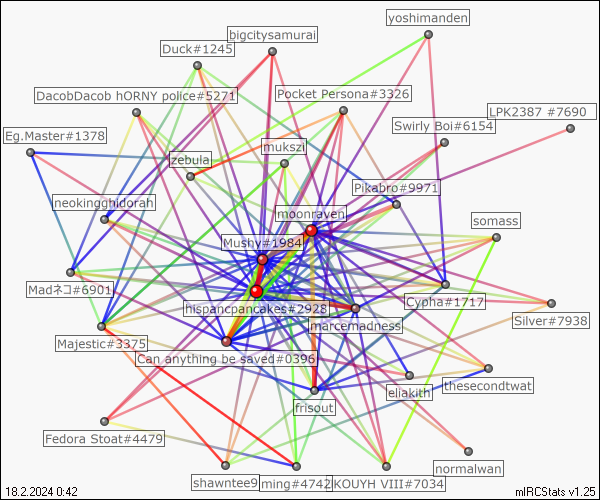 yoshimanden
bigcitysamurai
Duck#1245
Pocket Persona#3326
DacobDacob hORNY police#5271
LPK2387 #7690
Swirly Boi#6154
Eg.Master#1378
mukszi
zebula
Pikabro#9971
neokingghidorah
moonraven
somass
Mushy#1984
Madネコ#6901
Cypha#1717
hispancpancakes#2928
Silver#7938
marcemadness
Majestic#3375
Can anything be saved#0396
eliakith
thesecondtwat
frisout
Fedora Stoat#4479
normalwan
shawntee9
ming#4742
KOUYH VIII#7034
18.2.2024 0:42
mIRCStats v1.25